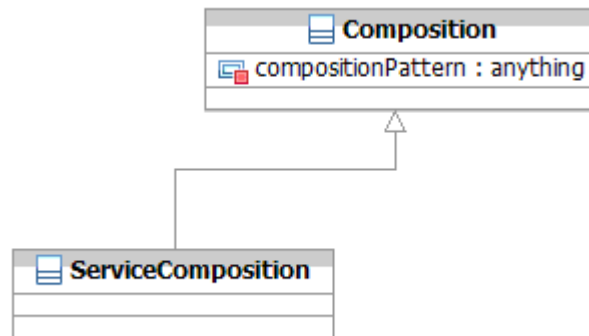 Composition
compositionPattern : anything
ServiceComposition